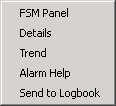 FSM Panel
Details
Trend
Alarm Help
Send to Logbook